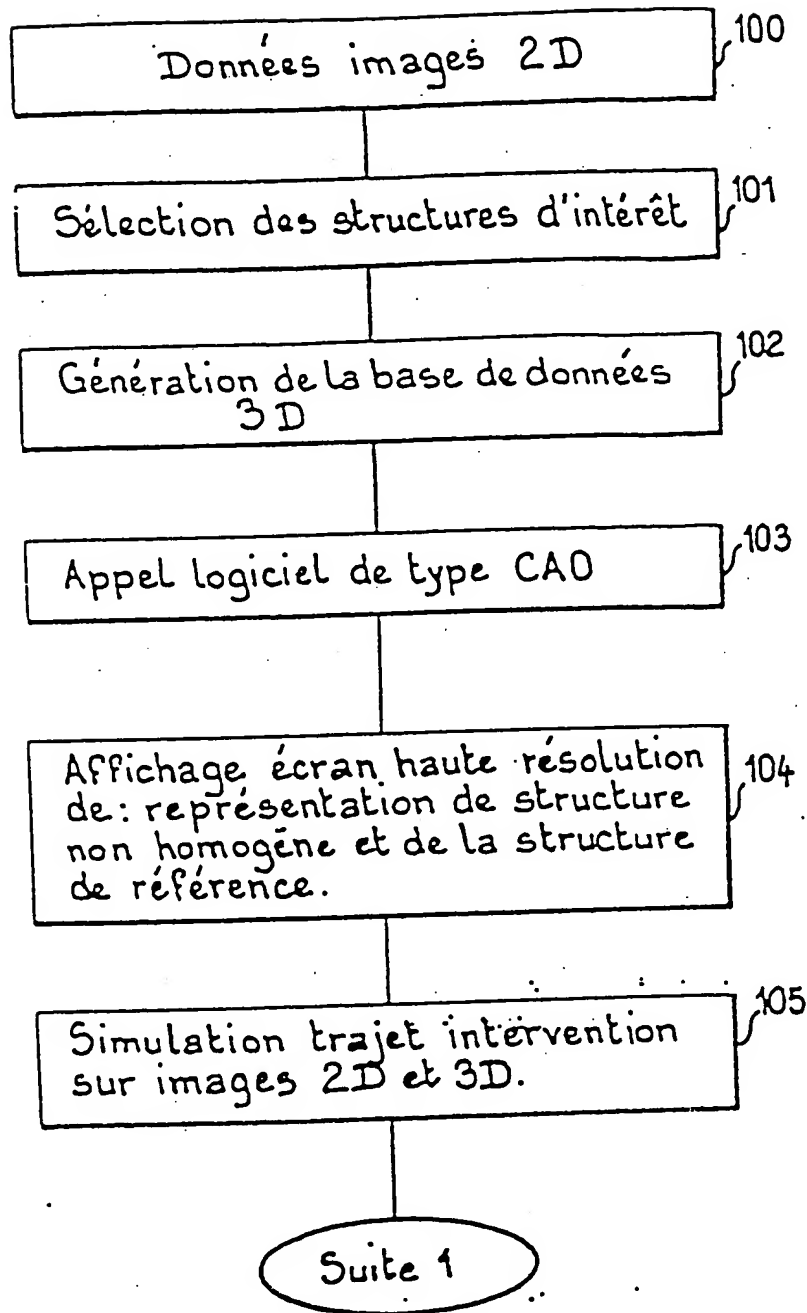 Données images 2D
100
Sélection des structures d'intérêt
101
Génération de la base de données
3D
102
Appel logiciel de type CAO
103
Affichage écran haute résolution
de: représentation de structure
non homogène et de la structure
de référence.
104
Simulation trajet intervention
sur images 2D et 3D.
105
Suite 1